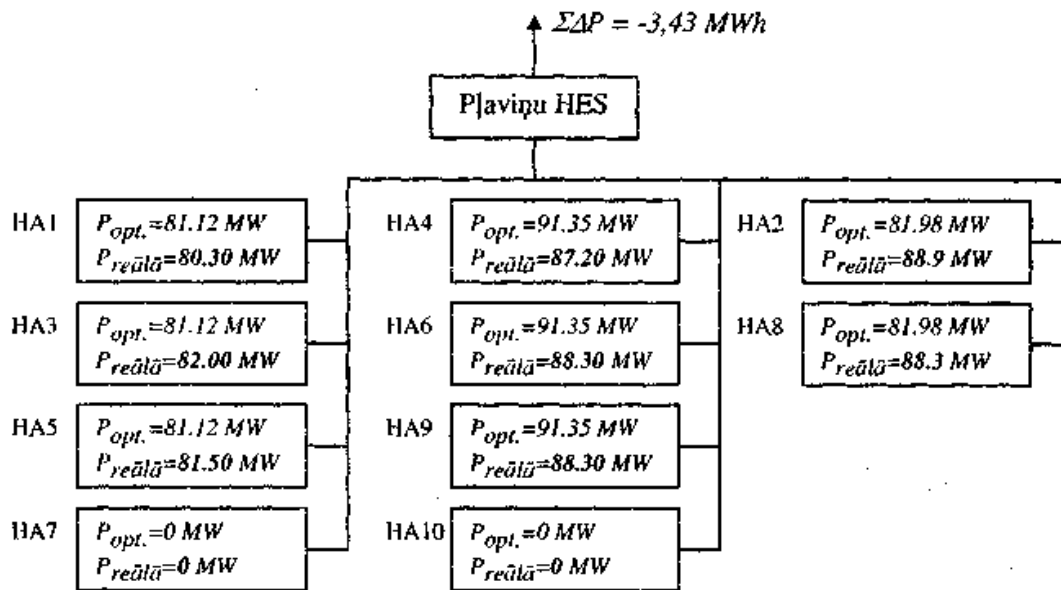 ΣΔP = -3,43 MWh
Pļaviņu HES
HA1
P_opt.=81.12 MW
P_reālā=80.30 MW
HA4
P_opt.=91.35 MW
P_reālā=87.20 MW
HA2
P_opt.=81.98 MW
P_reālā=88.9 MW
HA3
P_opt.=81.12 MW
P_reālā=82.00 MW
HA6
P_opt.=91.35 MW
P_reālā=88.30 MW
HA8
P_opt.=81.98 MW
P_reālā=88.3 MW
HA5
P_opt.=81.12 MW
P_reālā=81.50 MW
HA9
P_opt.=91.35 MW
P_reālā=88.30 MW
HA7
P_opt.=0 MW
P_reālā=0 MW
HA10
P_opt.=0 MW
P_reālā=0 MW